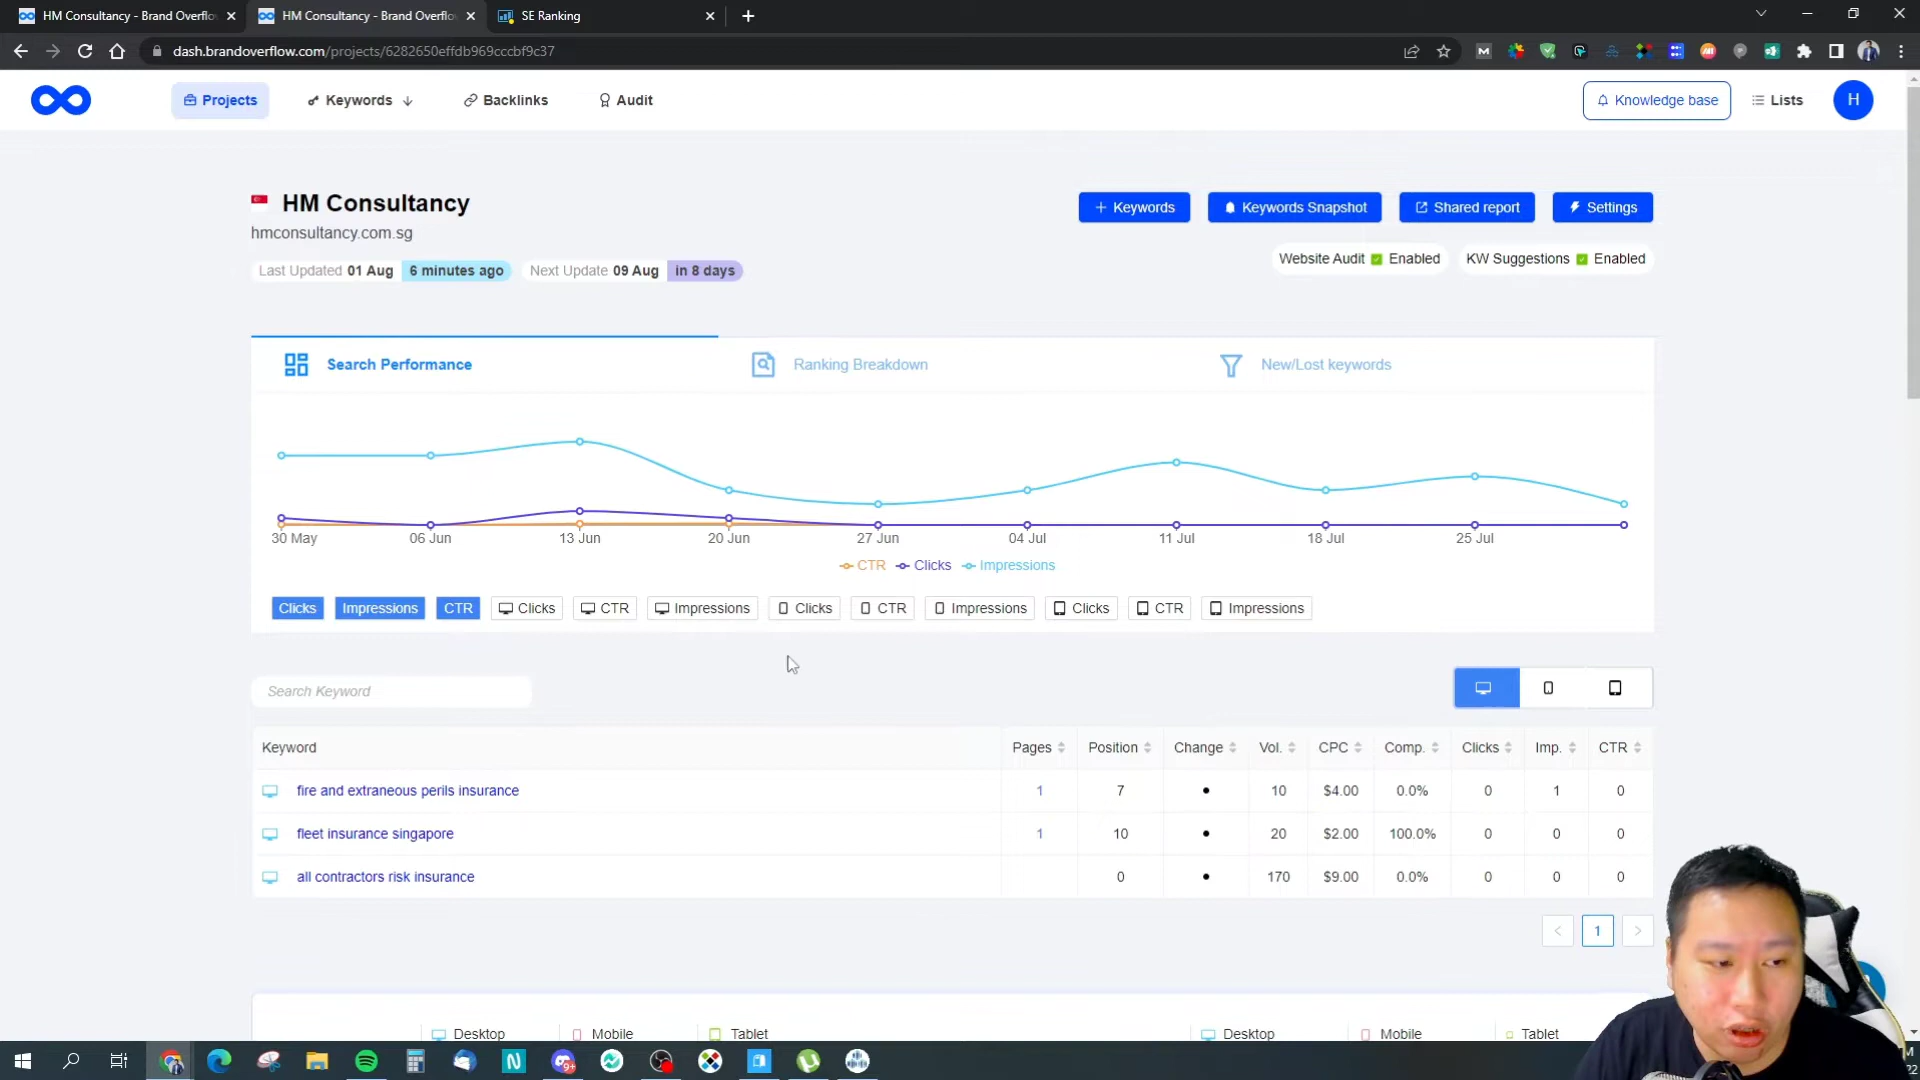 HM Consultancy - Brand Overflo
HM Consultancy - Brand Overflo
SE Ranking
dash.brandoverflow.com/projects/6282650effdb969cccbf9c37
Projects
Keywords
Backlinks
Audit
Knowledge base
Lists
H
HM Consultancy
hmconsultancy.com.sg
+ Keywords
Keywords Snapshot
Shared report
Settings
Last Updated 01 Aug 6 minutes ago Next Update 09 Aug in 8 days
Website Audit Enabled
KW Suggestions Enabled
Search Performance
Ranking Breakdown
New/Lost keywords
30 May 06 Jun 13 Jun 20 Jun 27 Jun 04 Jul 11 Jul 18 Jul 25 Jul
CTR Clicks Impressions
Clicks Impressions CTR Clicks CTR Impressions Clicks CTR Impressions Clicks CTR Impressions
Search Keyword
Keyword Pages Position Change Vol. CPC Comp. Clicks Imp. CTR
fire and extraneous perils insurance 1 7 • 10 $4.00 0.0% 0 1 0
fleet insurance singapore 1 10 • 20 $2.00 100.0% 0 0 0
all contractors risk insurance 0 • 170 $9.00 0.0% 0 0 0
< 1 >
Desktop Mobile Tablet Desktop Mobile Tablet